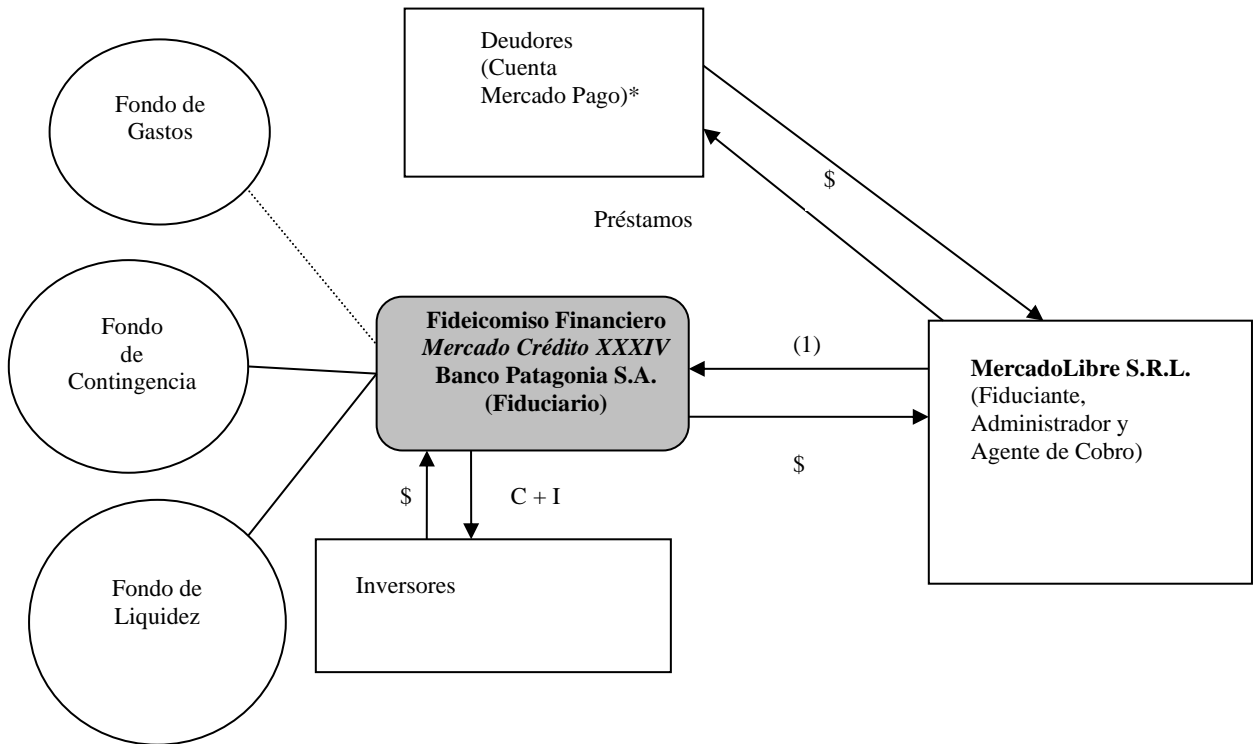 Deudores
(Cuenta
Mercado Pago)*
Fondo de
Gastos
$
Préstamos
Fondo
de
Contingencia
Fideicomiso Financiero
Mercado Crédito XXXIV
Banco Patagonia S.A.
(Fiduciario)
(1)
MercadoLibre S.R.L.
(Fiduciante,
Administrador y
Agente de Cobro)
$
$
C + I
Fondo de
Liquidez
Inversores